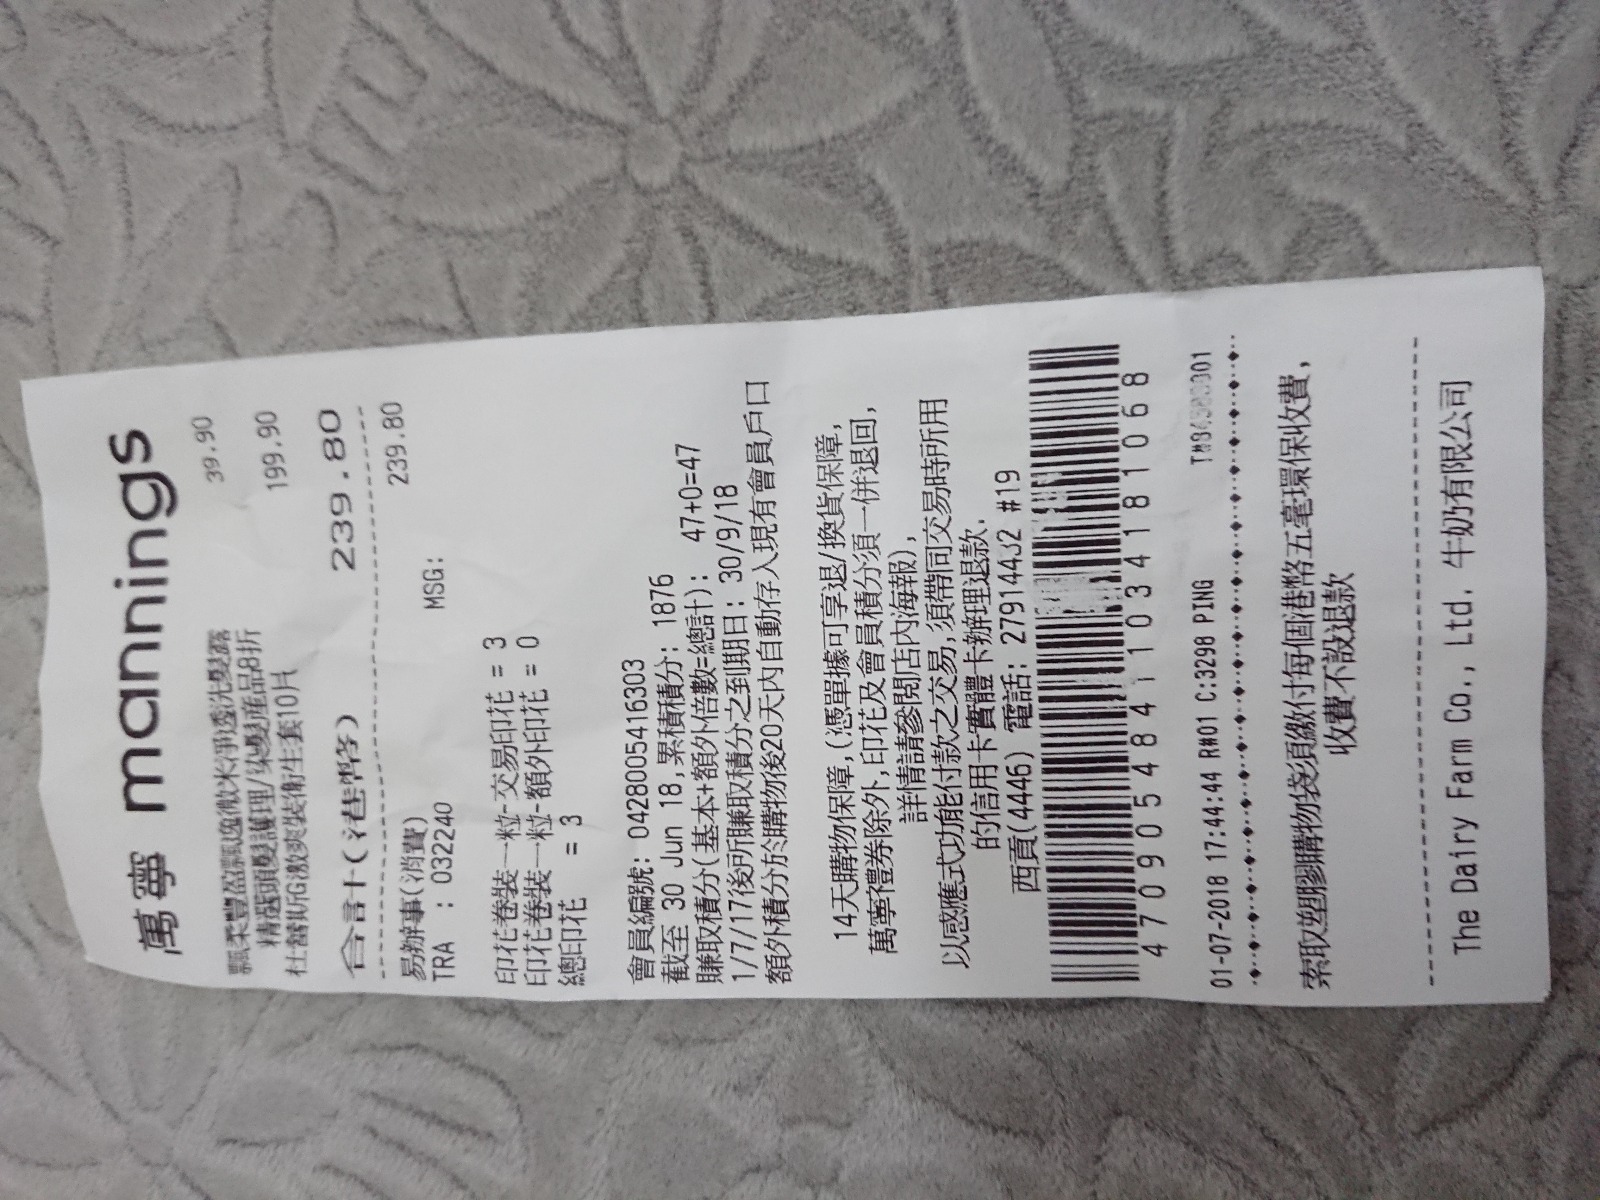 萬寧 mannings
飄柔豐盈飄逸微米淨透洗髮露 39.90
精選頭髮護理/染髮產品8折
杜蕾斯G激爽裝衛生套10片 199.90
合計(港幣) 239.80
易辦事(消費) 239.80
TRA : 032240 MSG:
印花卷裝一粒-交易印花 = 3
印花卷裝一粒-額外印花 = 0
總印花 = 3
會員編號: 0428005416303
截至 30 Jun 18,累積積分: 1876
賺取積分(基本+額外倍數=總計): 47+0=47
1/7/17後所賺取積分之到期日: 30/9/18
額外積分於購物後20天內自動存入現有會員戶口
14天購物保障,(憑單據可享退/換貨保障,
萬寧禮券除外,印花及會員積分須一併退回,
詳情請參閱店內海報),
以感應式功能付款之交易,須帶同交易時所用
的信用卡實體卡辦理退款.
西貢(4446) 電話: 27914432 #19
47090548411034181068
01-07-2018 17:44:44 R#01 C:3298 PING
索取塑膠購物袋須繳付每個港幣五毫環保收費,
收費不設退款
The Dairy Farm Co., Ltd. 牛奶有限公司